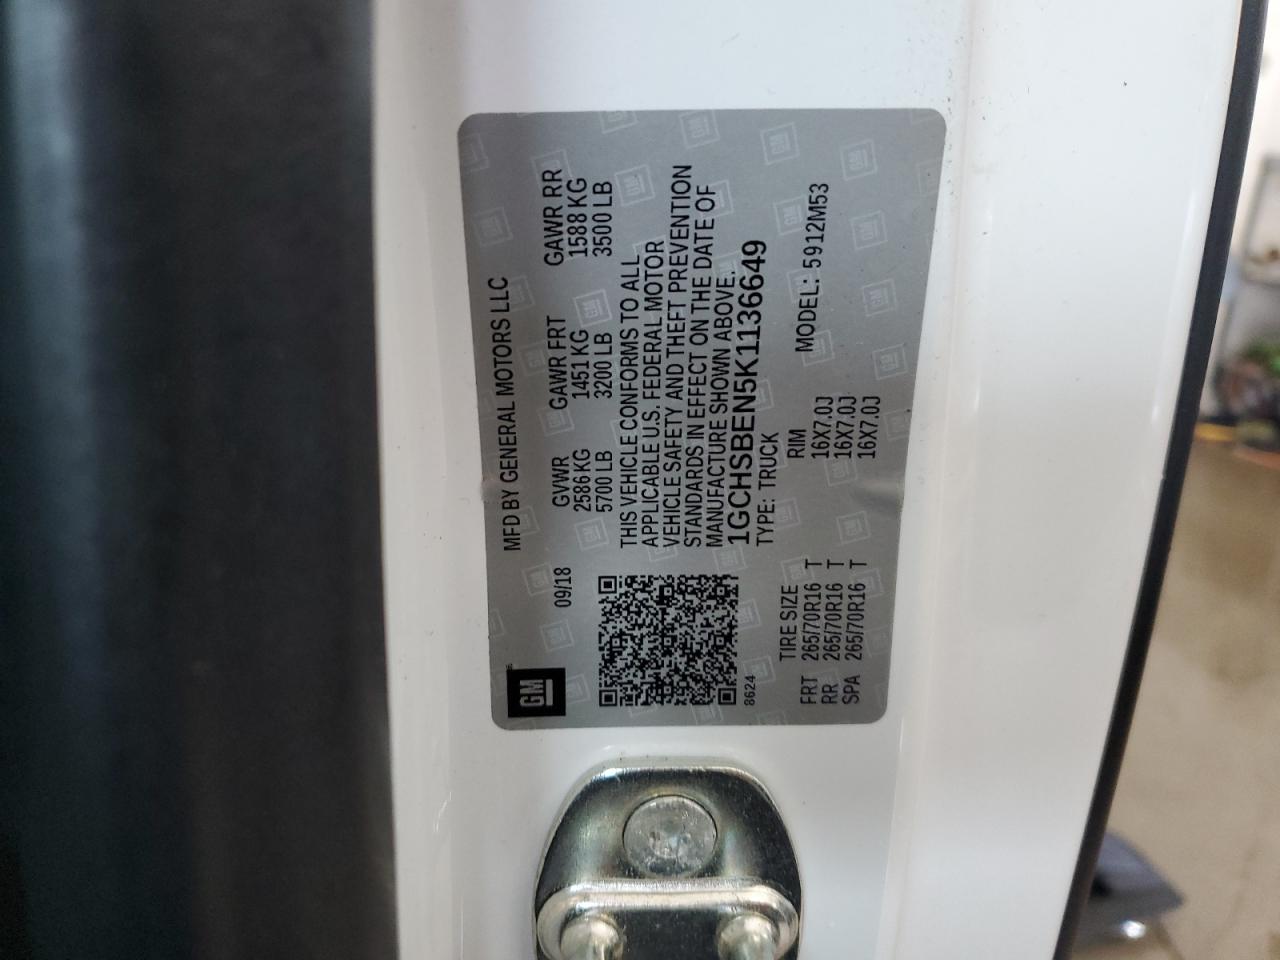 GM
MFD BY GENERAL MOTORS LLC
09/18
GVWR GAWR FRT GAWR RR
2586 KG 1451 KG 1588 KG
5700 LB 3200 LB 3500 LB
THIS VEHICLE CONFORMS TO ALL
APPLICABLE U.S. FEDERAL MOTOR
VEHICLE SAFETY AND THEFT PREVENTION
STANDARDS IN EFFECT ON THE DATE OF
MANUFACTURE SHOWN ABOVE.
1GCHSBEN5K1136649
8624
TYPE: TRUCK
MODEL: 5912M53
TIRE SIZE RIM
FRT 265/70R16 T 16X7.0J
RR 265/70R16 T 16X7.0J
SPA 265/70R16 T 16X7.0J